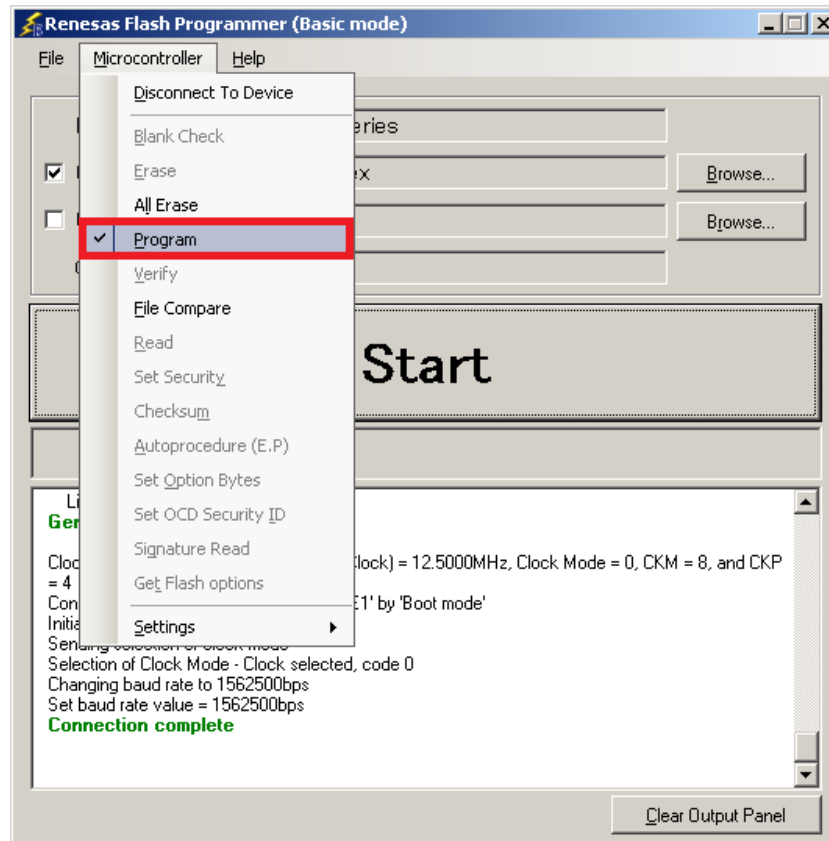 Renesas Flash Programmer (Basic mode)
File Microcontroller Help
Disconnect To Device
eries
Blank Check
Erase
Browse...
All Erase
Program
Browse...
Verify
File Compare
Read
Start
Set Security
Checksum
Autoprocedure (E.P)
Set Option Bytes
Set OCD Security ID
Signature Read
Get Flash options
Settings
Clock) = 12.5000MHz, Clock Mode = 0, CKM = 8, and CKP
= 4
E1' by 'Boot mode'
Selection of Clock Mode - Clock selected, code 0
Changing baud rate to 1562500bps
Set baud rate value = 1562500bps
Connection complete
Clear Output Panel